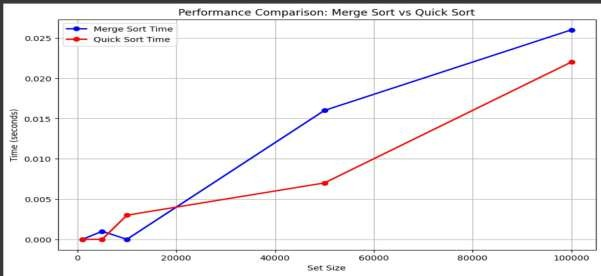 Performance Comparison: Merge Sort vs Quick Sort
Merge Sort Time
Quick Sort Time
0.025
0.020
0.015
0.010
0.005
0.000
Time (seconds)
0
20000
40000
60000
80000
100000
Set Size